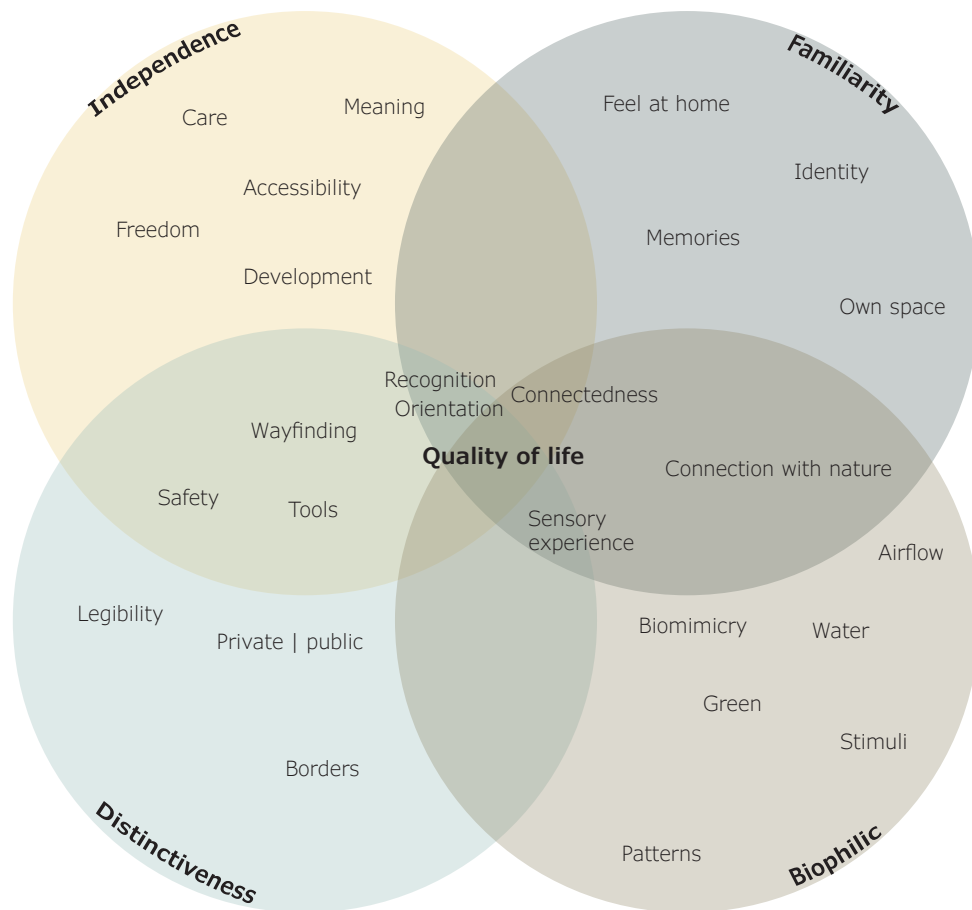 Independence
Familiarity
Care
Meaning
Feel at home
Accessibility
Identity
Freedom
Memories
Development
Own space
Recognition
Orientation
Connectedness
Wayfinding
Quality of life
Connection with nature
Safety
Tools
Sensory
experience
Airflow
Legibility
Private | public
Biomimicry
Water
Green
Stimuli
Borders
Patterns
Distinctiveness
Biophilic